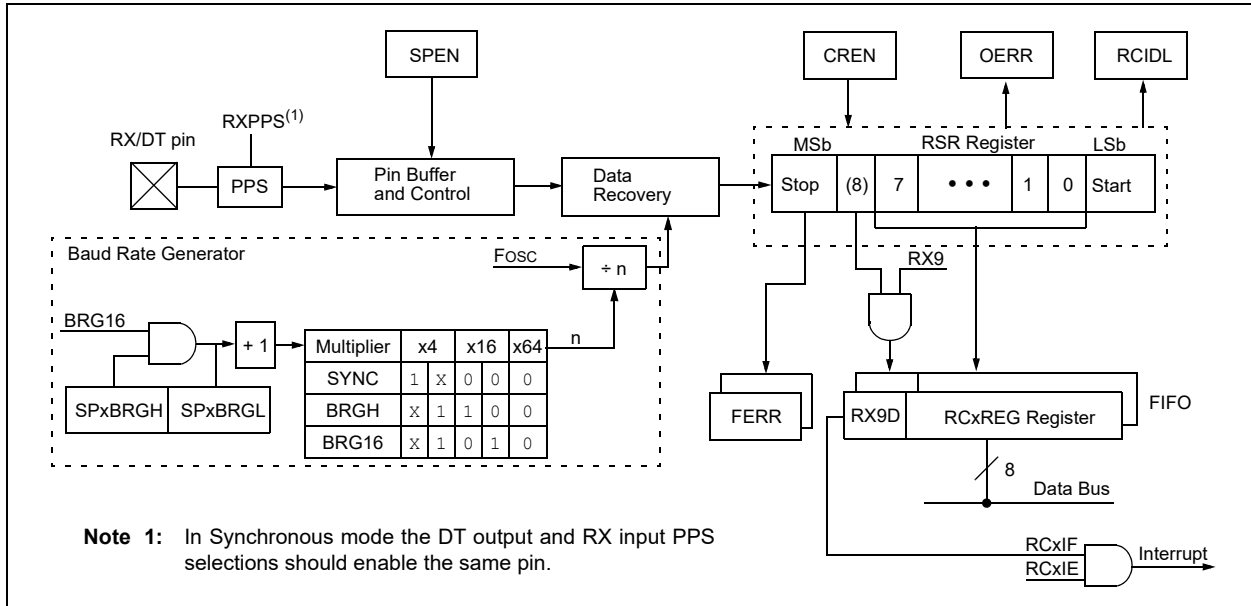 SPEN
CREN
OERR
RCIDL
RXPPS(1)
RX/DT pin
PPS
Pin Buffer
and Control
Data
Recovery
MSb
RSR Register
LSb
Stop (8) 7 • • • 1 0 Start
Baud Rate Generator
FOSC
÷ n
RX9
BRG16
+ 1
n
Multiplier x4 x16 x64
SYNC 1 X 0 0 0
BRGH X 1 1 0 0
BRG16 X 1 0 1 0
SPxBRGH SPxBRGL
FERR
RX9D
RCxREG Register
FIFO
8
Data Bus
Note 1: In Synchronous mode the DT output and RX input PPS
selections should enable the same pin.
RCxIF
RCxIE
Interrupt